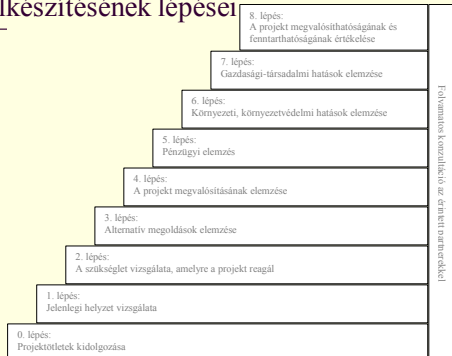 elkészítésének lépései
8. lépés:
A projekt megvalósíthatóságának és
fenntarthatóságának értékelése
7. lépés:
Gazdasági-társadalmi hatások elemzése
6. lépés:
Környezeti, környezetvédelmi hatások elemzése
5. lépés:
Pénzügyi elemzés
4. lépés:
A projekt megvalósításának elemzése
3. lépés:
Alternatív megoldások elemzése
2. lépés:
A szükséglet vizsgálata, amelyre a projekt reagál
1. lépés:
Jelenlegi helyzet vizsgálata
0. lépés:
Projektötletek kidolgozása
Folyamatos konzultáció az érintett partnerekkel